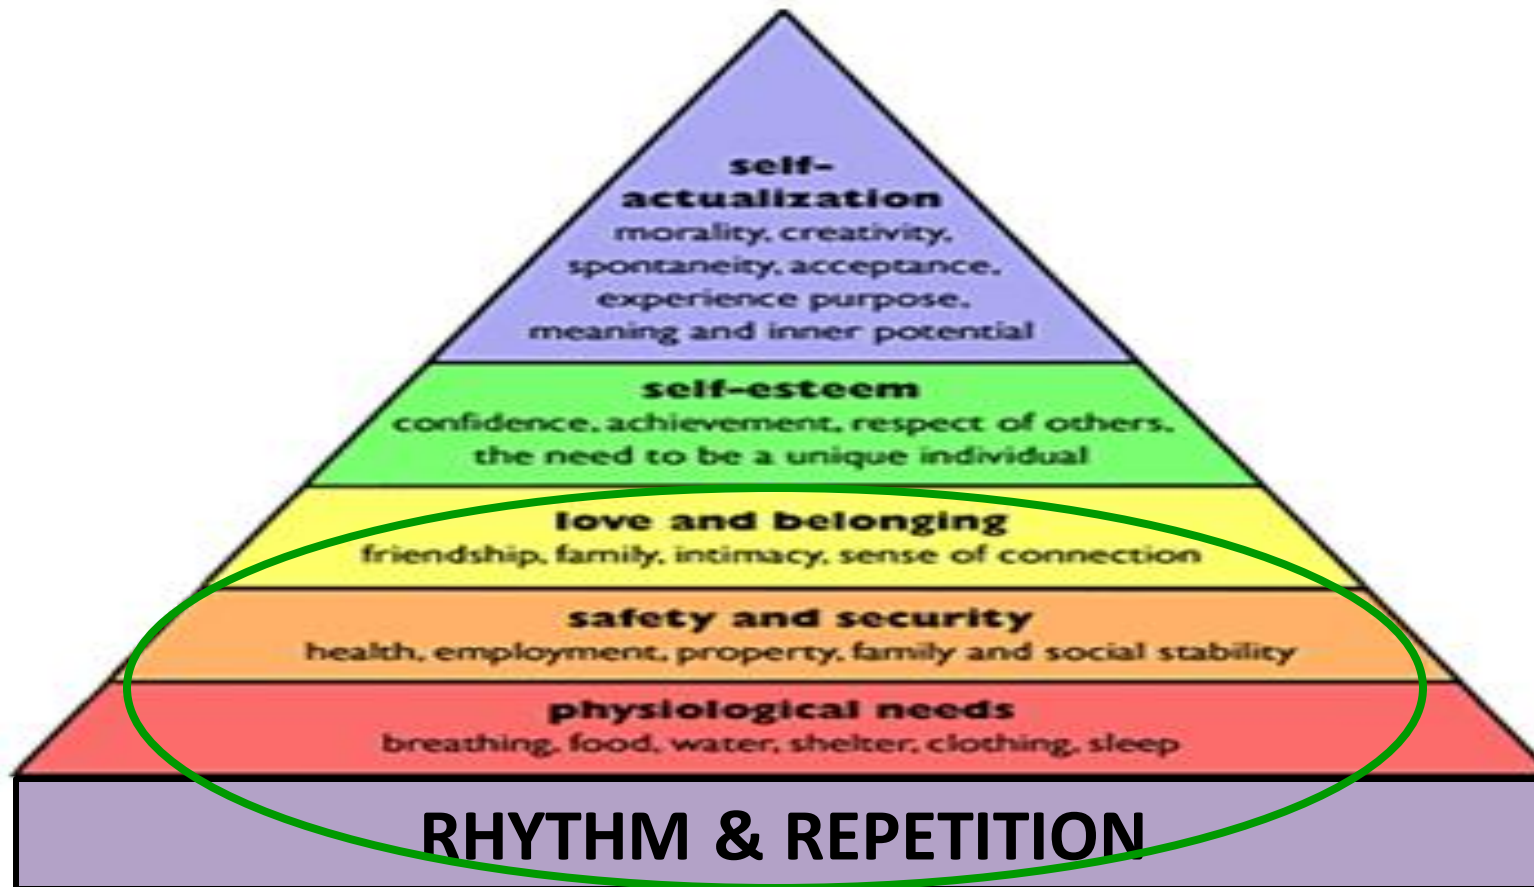 self-
actualization
morality, creativity,
spontaneity, acceptance,
experience purpose,
meaning and inner potential
self-esteem
confidence, achievement, respect of others,
the need to be a unique individual
love and belonging
friendship, family, intimacy, sense of connection
safety and security
health, employment, property, family and social stability
physiological needs
breathing, food, water, shelter, clothing, sleep
RHYTHM & REPETITION